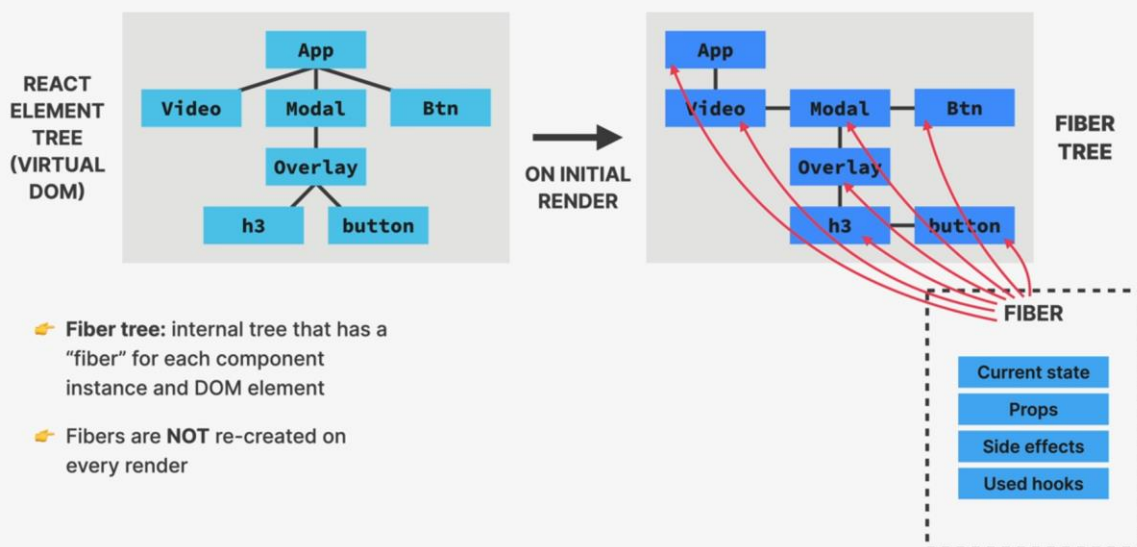 REACT
ELEMENT
TREE
(VIRTUAL
DOM)
App
Video Modal Btn
Overlay
h3 button
ON INITIAL
RENDER
App
Video Modal Btn
Overlay
h3 button
FIBER
TREE
👉 Fiber tree: internal tree that has a
“fiber” for each component
instance and DOM element
👉 Fibers are NOT re-created on
every render
FIBER
Current state
Props
Side effects
Used hooks